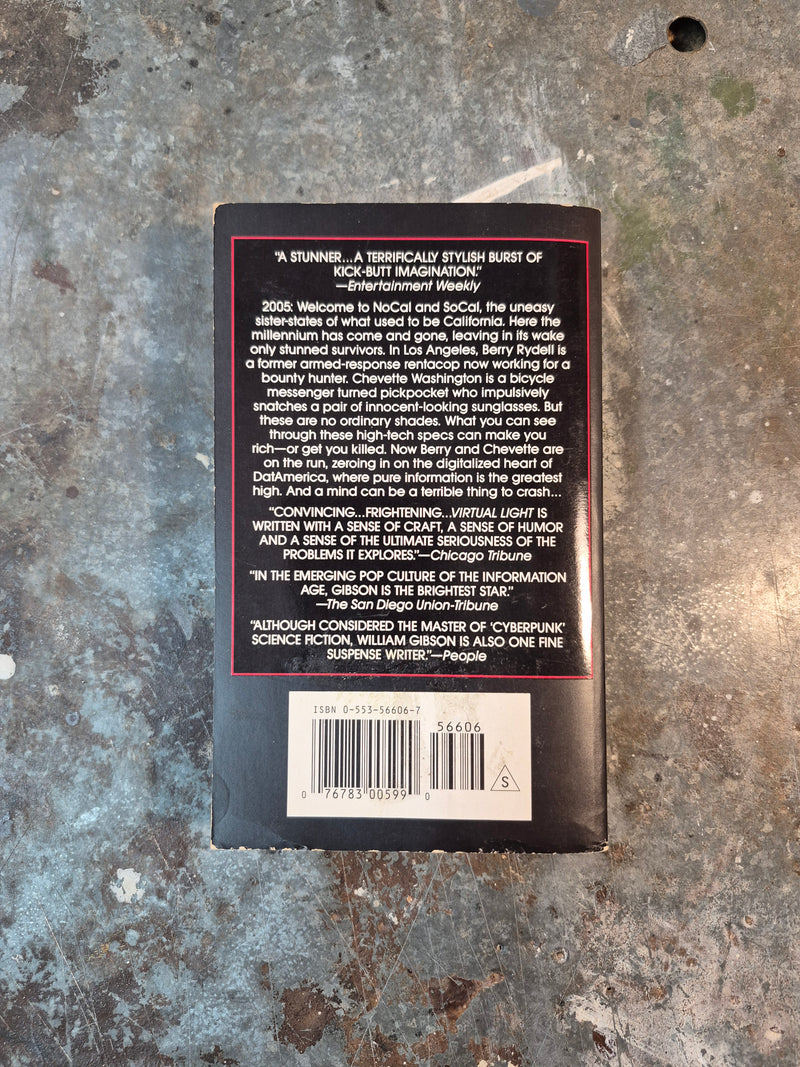 "A STUNNER...A TERRIFICALLY STYLISH BURST OF
KICK-BUTT IMAGINATION."
—Entertainment Weekly
2005: Welcome to NoCal and SoCal, the uneasy
sister-states of what used to be California. Here the
millennium has come and gone, leaving in its wake
only stunned survivors. In Los Angeles, Berry Rydell is
a former armed-response rentacop now working for a
bounty hunter. Chevette Washington is a bicycle
messenger turned pickpocket who impulsively
snatches a pair of innocent-looking sunglasses. But
these are no ordinary shades. What you can see
through these high-tech specs can make you
rich—or get you killed. Now Berry and Chevette are
on the run, zeroing in on the digitalized heart of
DatAmerica, where pure information is the greatest
high. And a mind can be a terrible thing to crash...
"CONVINCING...FRIGHTENING...VIRTUAL LIGHT IS
WRITTEN WITH A SENSE OF CRAFT, A SENSE OF HUMOR
AND A SENSE OF THE ULTIMATE SERIOUSNESS OF THE
PROBLEMS IT EXPLORES."—Chicago Tribune
"IN THE EMERGING POP CULTURE OF THE INFORMATION
AGE, GIBSON IS THE BRIGHTEST STAR."
—The San Diego Union-Tribune
"ALTHOUGH CONSIDERED THE MASTER OF 'CYBERPUNK'
SCIENCE FICTION, WILLIAM GIBSON IS ALSO ONE FINE
SUSPENSE WRITER."—People
ISBN 0-553-56606-7
56606
S
0 76783 00599 0